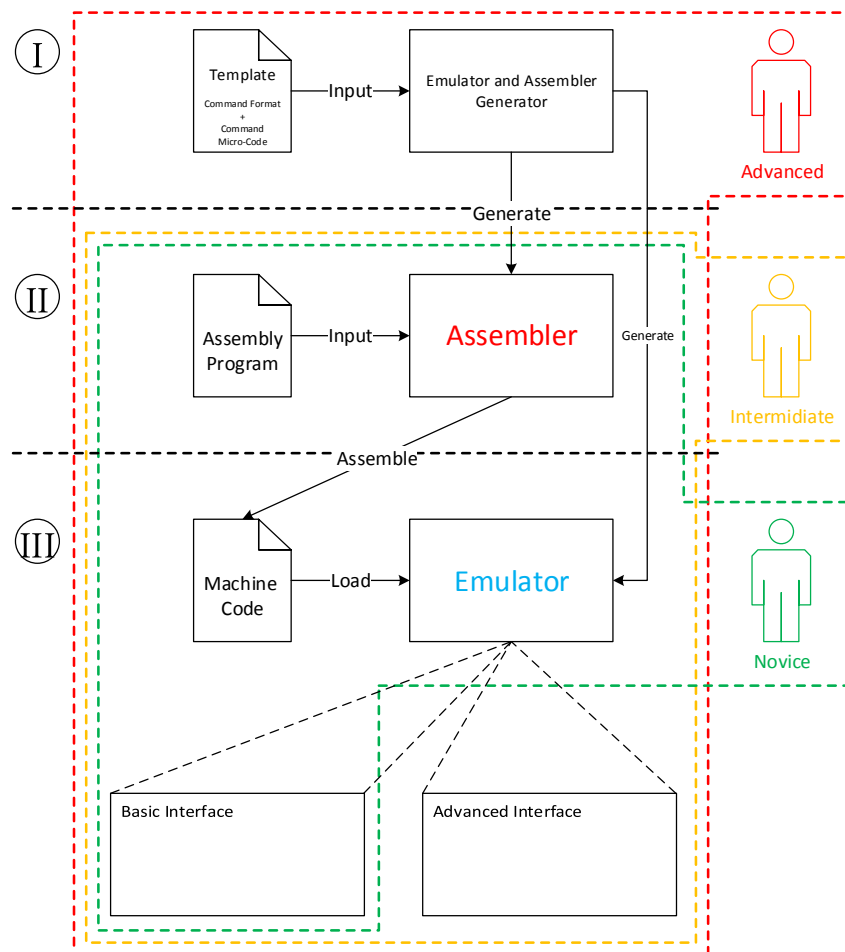 I
Template
Command Format
+
Command
Micro-Code
Input
Emulator and Assembler
Generator
Advanced
Generate
II
Assembly
Program
Input
Assembler
Generate
Intermidiate
Assemble
III
Machine
Code
Load
Emulator
Novice
Basic Interface
Advanced Interface